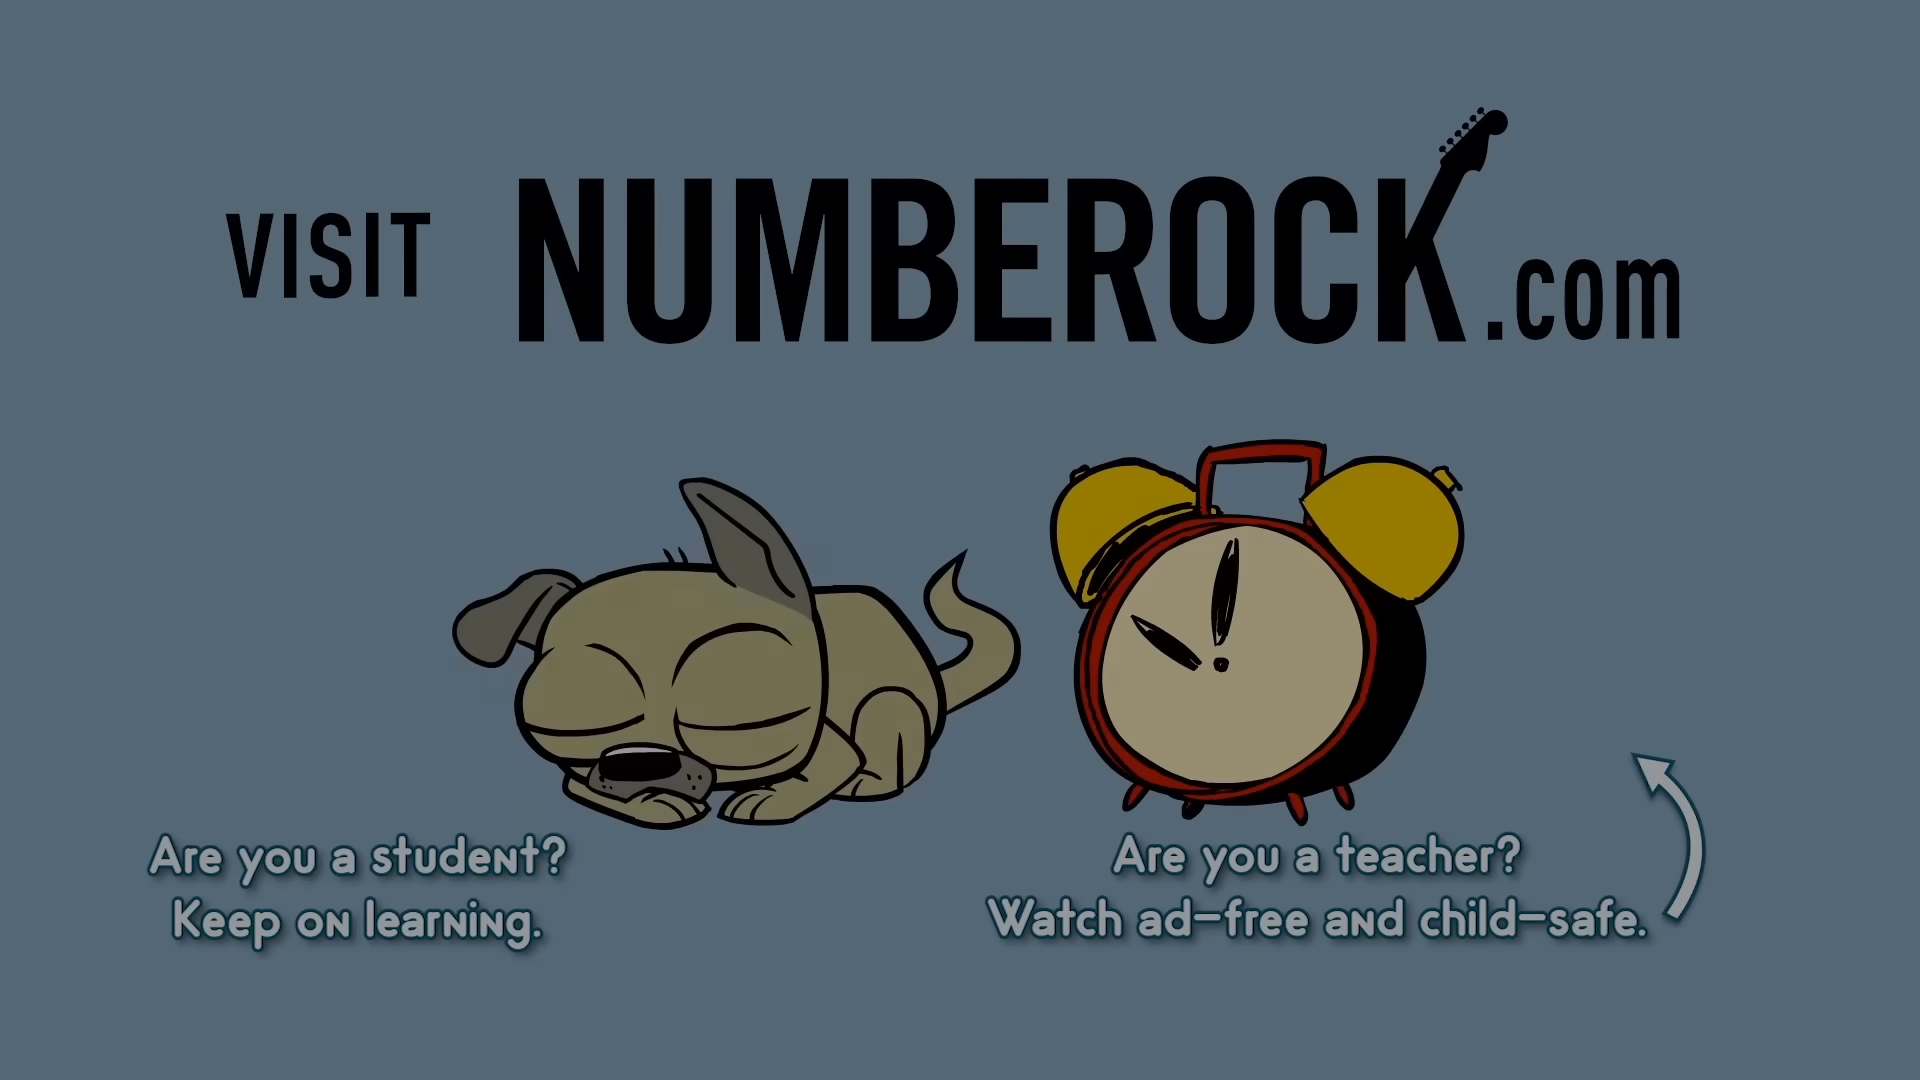 VISIT NUMBEROCK.com
Are you a student?
Keep on learning.
Are you a teacher?
Watch ad-free and child-safe.